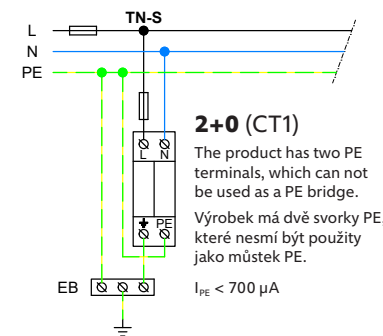 TN-S
L
N
PE
2+0 (CT1)
L N
The product has two PE
terminals, which can not
be used as a PE bridge.
Výrobek má dvě svorky PE,
které nesmí být použity
jako můstek PE.
PE
EB
I_PE < 700 µA